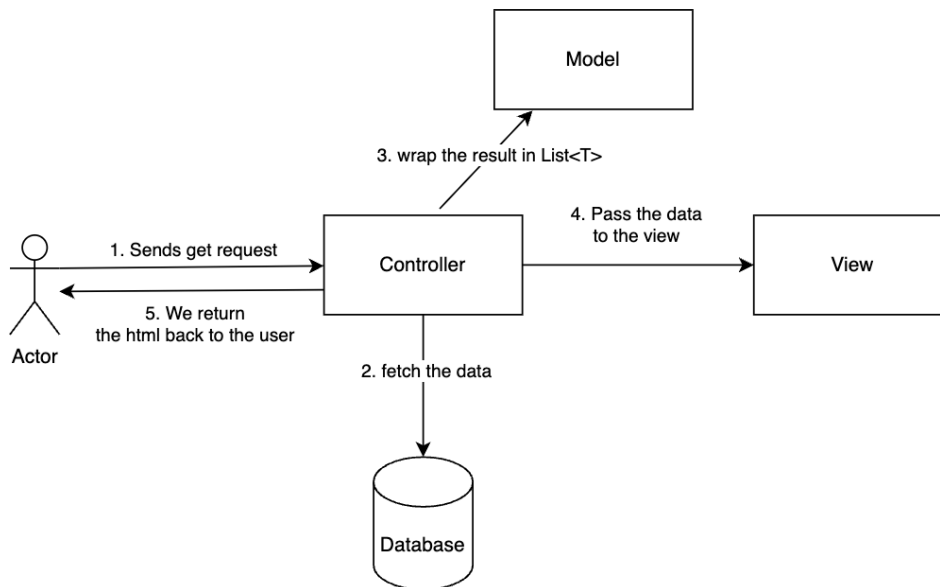 Model
3. wrap the result in List<T>
4. Pass the data
to the view
1. Sends get request
Controller
View
5. We return
the html back to the user
Actor
2. fetch the data
Database